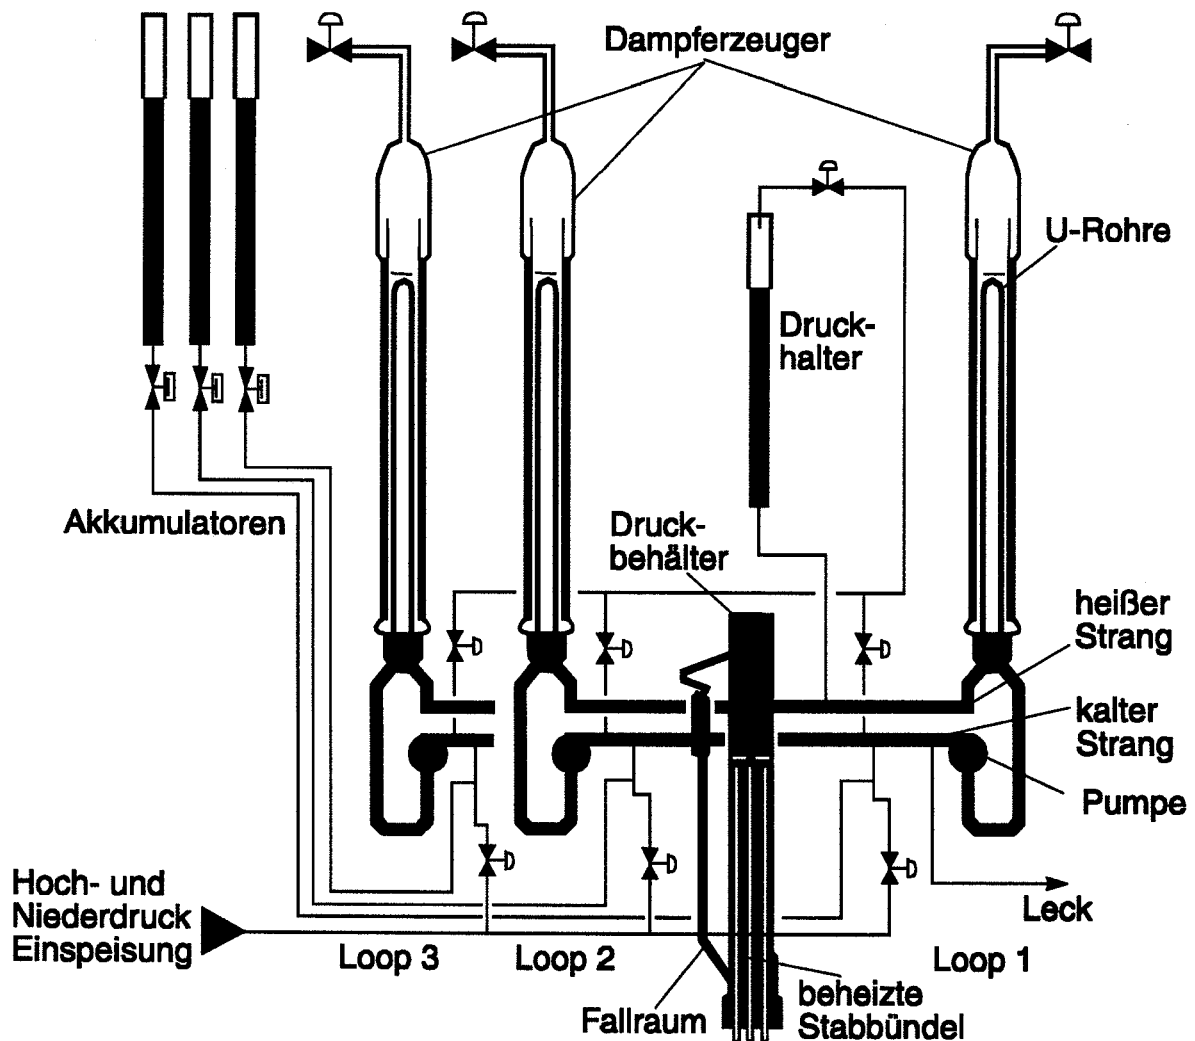 Dampferzeuger
U-Rohre
Druck-
halter
Akkumulatoren
Druck-
behälter
heißer
Strang
kalter
Strang
Pumpe
Hoch- und
Niederdruck
Einspeisung
Leck
Loop 3
Loop 2
Loop 1
beheizte
Stabbündel
Fallraum